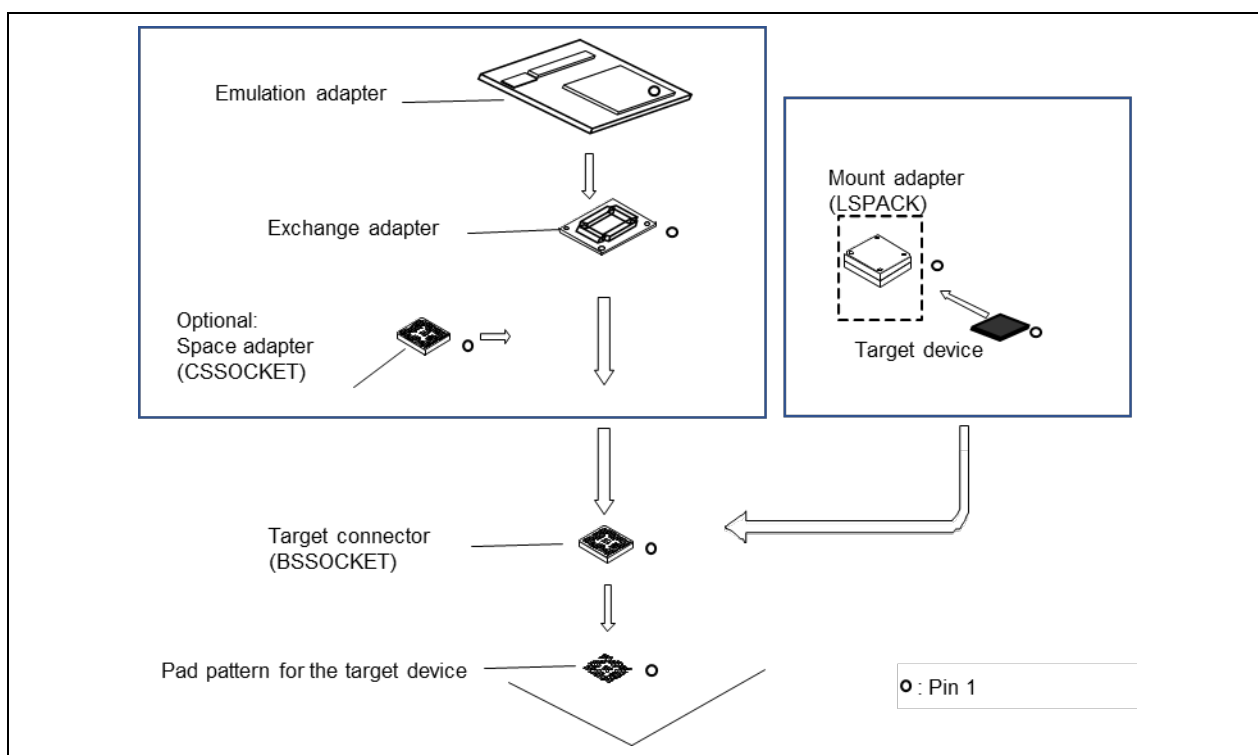 Emulation adapter
Exchange adapter
Optional:
Space adapter
(CSSOCKET)
Mount adapter
(LSPACK)
Target device
Target connector
(BSSOCKET)
Pad pattern for the target device
: Pin 1